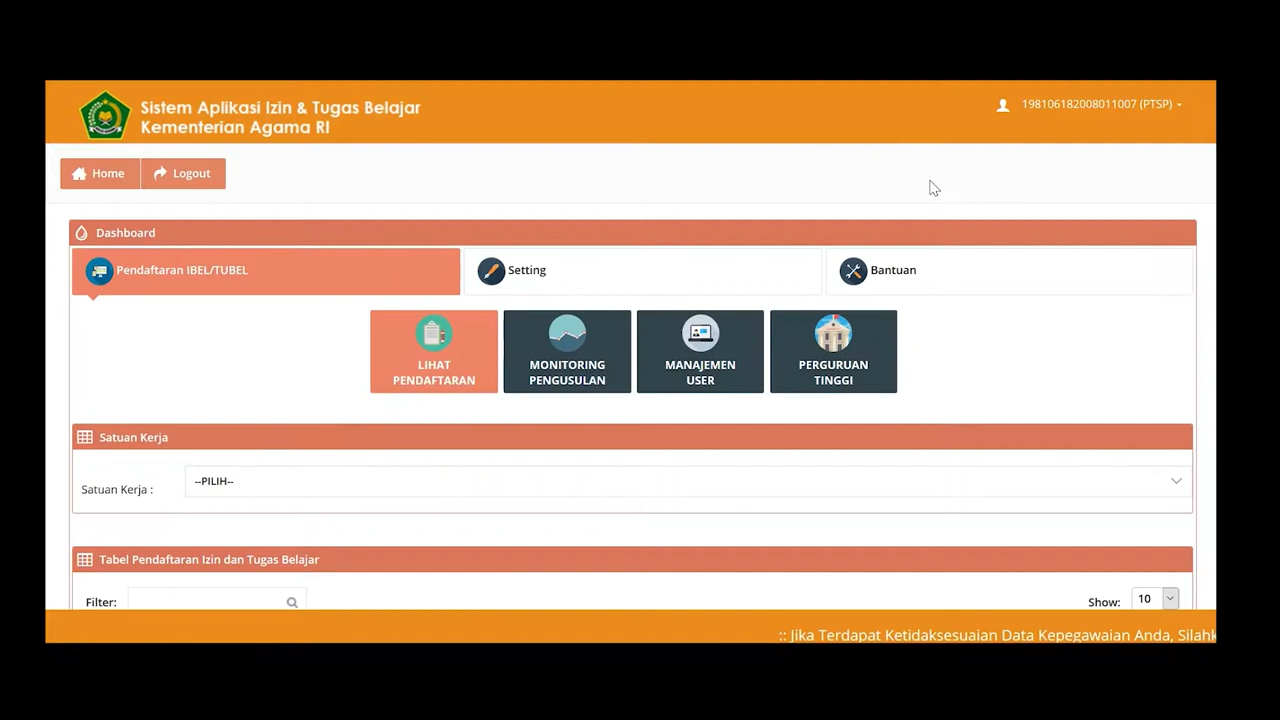 Sistem Aplikasi Izin & Tugas Belajar
Kementerian Agama RI
198106182008011007 (PTSP)
Home
Logout
Dashboard
Pendaftaran IBEL/TUBEL
Setting
Bantuan
LIHAT
PENDAFTARAN
MONITORING
PENGUSULAN
MANAJEMEN
USER
PERGURUAN
TINGGI
Satuan Kerja
Satuan Kerja :
--PILIH--
Tabel Pendaftaran Izin dan Tugas Belajar
Filter:
Show:
10
:: Jika Terdapat Ketidaksesuaian Data Kepegawaian Anda, Silahk